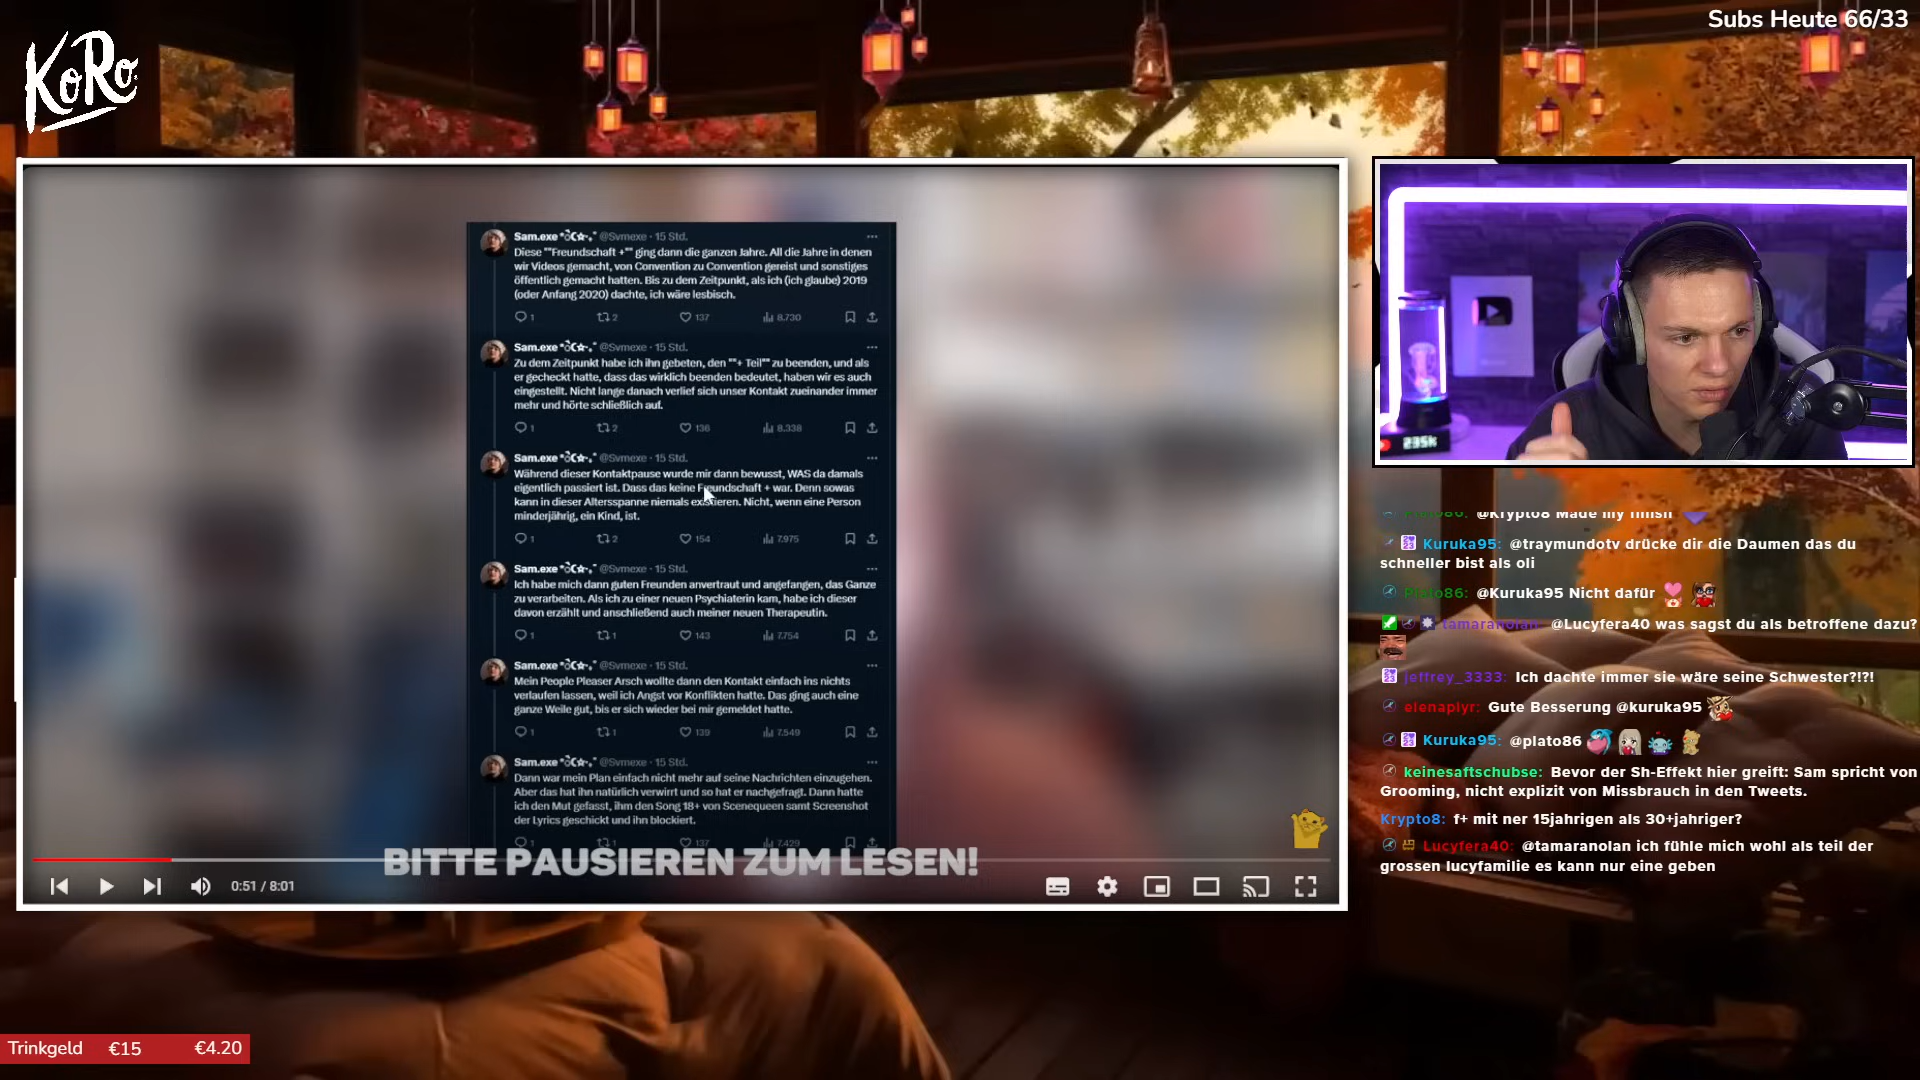 Subs Heute 66/33
KoRo
Sam.exe @Svmexe · 15 Std.
Diese ""Freundschaft +"" ging dann die ganzen Jahre. All die Jahre in denen
wir Videos gemacht, von Convention zu Convention gereist und sonstiges
öffentlich gemacht hatten. Bis zu dem Zeitpunkt, als ich (ich glaube) 2019
(oder Anfang 2020) dachte, ich wäre lesbisch.
1 2 137 8.730
Sam.exe @Svmexe · 15 Std.
Zu dem Zeitpunkt habe ich ihn gebeten, den ""+ Teil"" zu beenden, und als
er gecheckt hatte, dass das wirklich beenden bedeutet, haben wir es auch
eingestellt. Nicht lange danach verlief sich unser Kontakt zueinander immer
mehr und hörte schließlich auf.
1 2 136 8.338
Sam.exe @Svmexe · 15 Std.
Während dieser Kontaktpause wurde mir dann bewusst, WAS da damals
eigentlich passiert ist. Dass das keine Freundschaft + war. Denn sowas
kann in dieser Altersspanne niemals existieren. Nicht, wenn eine Person
minderjährig, ein Kind, ist.
1 2 154 7.975
Sam.exe @Svmexe · 15 Std.
Ich habe mich dann guten Freunden anvertraut und angefangen, das Ganze
zu verarbeiten. Als ich zu einer neuen Psychiaterin kam, habe ich dieser
davon erzählt und anschließend auch meiner neuen Therapeutin.
1 1 143 7.754
Sam.exe @Svmexe · 15 Std.
Mein People Pleaser Arsch wollte dann den Kontakt einfach ins nichts
verlaufen lassen, weil ich Angst vor Konflikten hatte. Das ging auch eine
ganze Weile gut, bis er sich wieder bei mir gemeldet hatte.
1 1 139 7.549
Sam.exe @Svmexe · 15 Std.
Dann war mein Plan einfach nicht mehr auf seine Nachrichten einzugehen.
Aber das hat ihn natürlich verwirrt und so hat er nachgefragt. Dann hatte
ich den Mut gefasst, ihm den Song 18+ von Scenequeen samt Screenshot
der Lyrics geschickt und ihn blockiert.
1 1 137 7.429
BITTE PAUSIEREN ZUM LESEN!
0:51 / 8:01
235k
Plato86: @Krypto8 Made my finish
Kuruka95: @traymundotv drücke dir die Daumen das du
schneller bist als oli
Plato86: @Kuruka95 Nicht dafür
tamaranolan: @Lucyfera40 was sagst du als betroffene dazu?
jeffrey_3333: Ich dachte immer sie wäre seine Schwester?!?!
elenaplyr: Gute Besserung @kuruka95
Kuruka95: @plato86
keinesaftschubse: Bevor der Sh-Effekt hier greift: Sam spricht von
Grooming, nicht explizit von Missbrauch in den Tweets.
Krypto8: f+ mit ner 15jahrigen als 30+jahriger?
Lucyfera40: @tamaranolan ich fühle mich wohl als teil der
grossen lucyfamilie es kann nur eine geben
Trinkgeld €15 €4.20